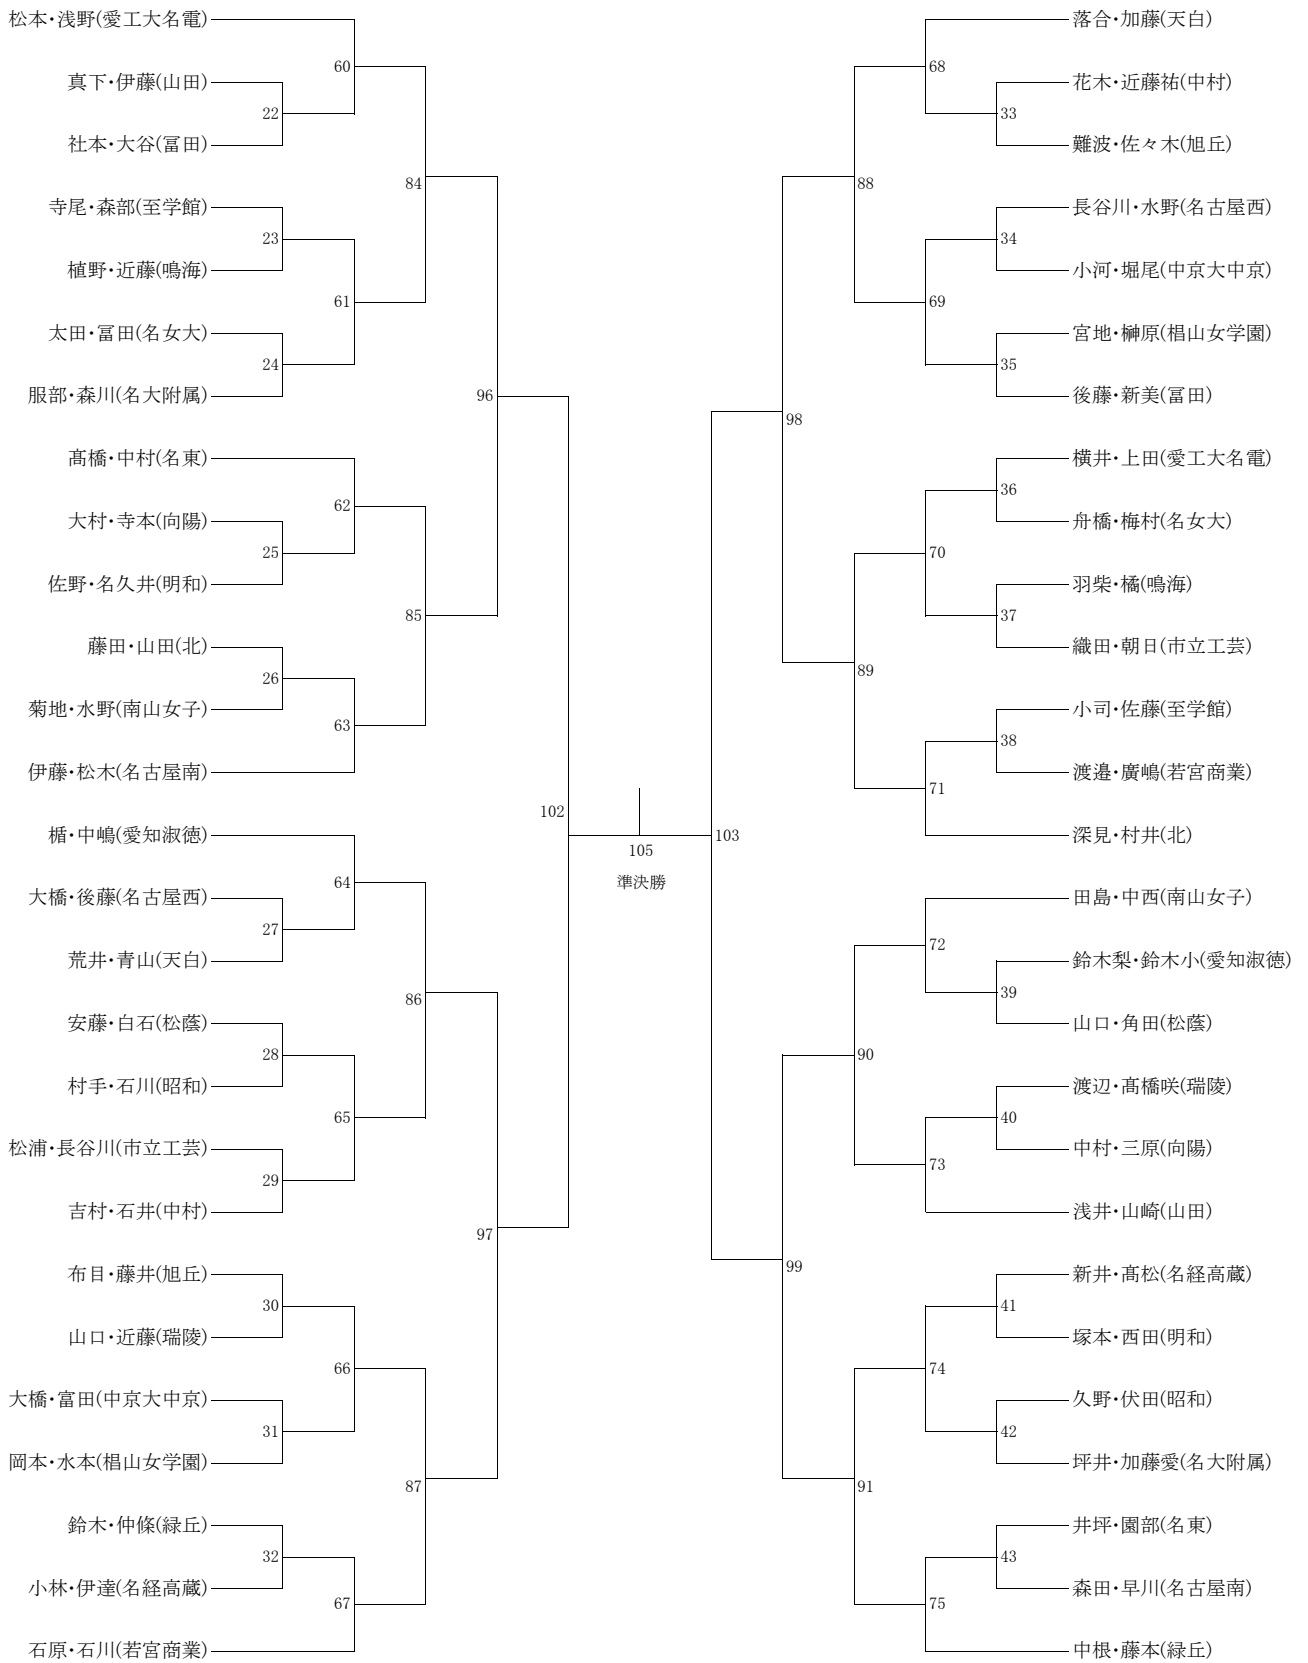 松本・浅野(愛工大名電)
60
真下・伊藤(山田)
22
社本・大谷(冨田)
84
寺尾・森部(至学館)
23
植野・近藤(鳴海)
61
太田・冨田(名女大)
24
服部・森川(名大附属)
96
髙橋・中村(名東)
62
大村・寺本(向陽)
25
佐野・名久井(明和)
85
藤田・山田(北)
26
菊地・水野(南山女子)
63
伊藤・松木(名古屋南)
102
楯・中嶋(愛知淑徳)
64
大橋・後藤(名古屋西)
27
荒井・青山(天白)
86
安藤・白石(松蔭)
28
村手・石川(昭和)
65
松浦・長谷川(市立工芸)
29
吉村・石井(中村)
97
布目・藤井(旭丘)
30
山口・近藤(瑞陵)
66
大橋・富田(中京大中京)
31
岡本・水本(椙山女学園)
87
鈴木・仲條(緑丘)
32
小林・伊達(名経高蔵)
67
石原・石川(若宮商業)
105
準決勝
落合・加藤(天白)
68
花木・近藤祐(中村)
33
難波・佐々木(旭丘)
88
長谷川・水野(名古屋西)
34
小河・堀尾(中京大中京)
69
宮地・榊原(椙山女学園)
35
後藤・新美(冨田)
98
横井・上田(愛工大名電)
36
舟橋・梅村(名女大)
70
羽柴・橘(鳴海)
37
織田・朝日(市立工芸)
89
小司・佐藤(至学館)
38
渡邉・廣嶋(若宮商業)
71
深見・村井(北)
103
田島・中西(南山女子)
72
鈴木梨・鈴木小(愛知淑徳)
39
山口・角田(松蔭)
90
渡辺・髙橋咲(瑞陵)
40
中村・三原(向陽)
73
浅井・山崎(山田)
99
新井・髙松(名経高蔵)
41
塚本・西田(明和)
74
久野・伏田(昭和)
42
坪井・加藤愛(名大附属)
91
井坪・園部(名東)
43
森田・早川(名古屋南)
75
中根・藤本(緑丘)